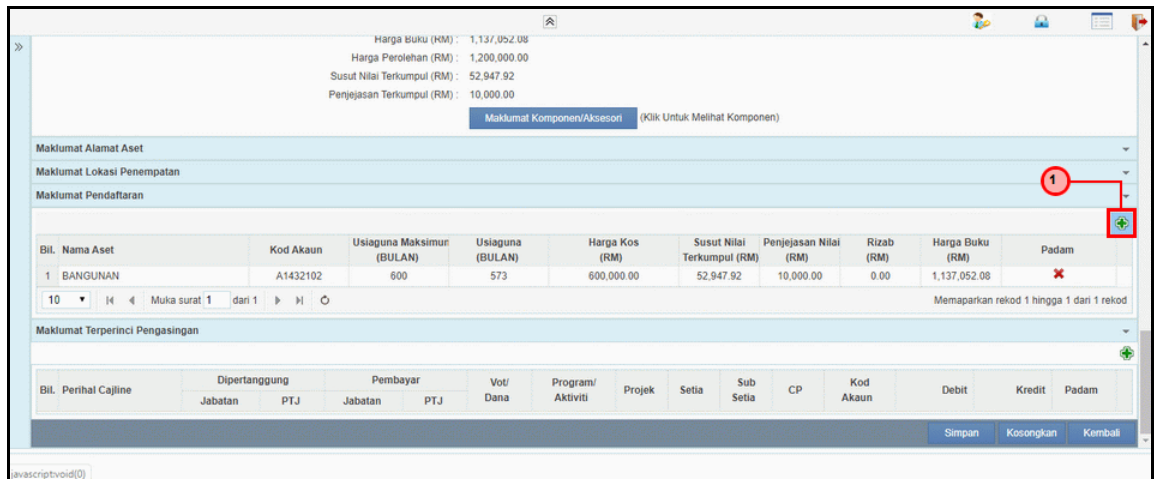 Harga Buku (RM) : 1,137,052.08
Harga Perolehan (RM) : 1,200,000.00
Susut Nilai Terkumpul (RM) : 52,947.92
Penjejasan Terkumpul (RM) : 10,000.00
Maklumat Komponen/Aksesori (Klik Untuk Melihat Komponen)
Maklumat Alamat Aset
Maklumat Lokasi Penempatan
1
Maklumat Pendaftaran
Bil. Nama Aset Kod Akaun Usiaguna Maksimum (BULAN) Usiaguna (BULAN) Harga Kos (RM) Susut Nilai Terkumpul (RM) Penjejasan Nilai (RM) Rizab (RM) Harga Buku (RM) Padam
1 BANGUNAN A1432102 600 573 600,000.00 52,947.92 10,000.00 0.00 1,137,052.08
10 Muka surat 1 dari 1 Memaparkan rekod 1 hingga 1 dari 1 rekod
Maklumat Terperinci Pengasingan
Bil. Perihal Cajline Dipertanggung Pembayar Vot/ Dana Program/ Aktiviti Projek Setia Sub Setia CP Kod Akaun Debit Kredit Padam
Jabatan PTJ Jabatan PTJ
Simpan Kosongkan Kembali
javascript:void(0)